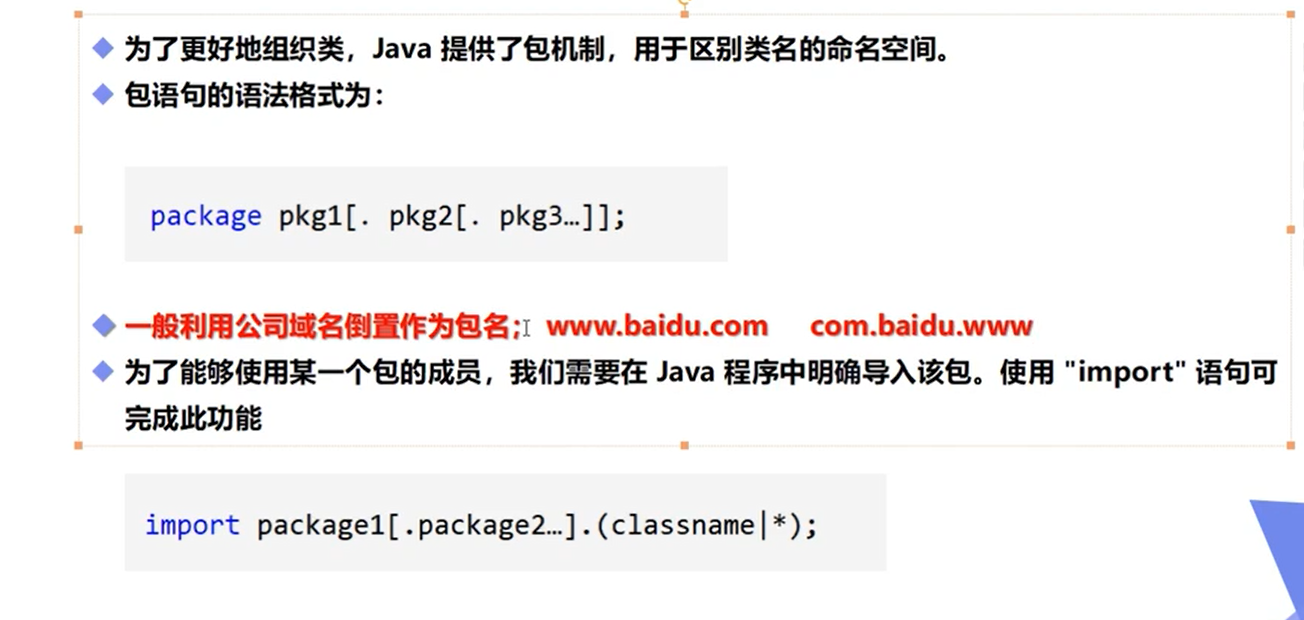 为了更好地组织类，Java 提供了包机制，用于区别类名的命名空间。
包语句的语法格式为：
package pkg1[. pkg2[. pkg3…]];
一般利用公司域名倒置作为包名；www.baidu.com com.baidu.www
为了能够使用某一个包的成员，我们需要在 Java 程序中明确导入该包。使用 "import" 语句可
完成此功能
import package1[.package2…].(classname|*);